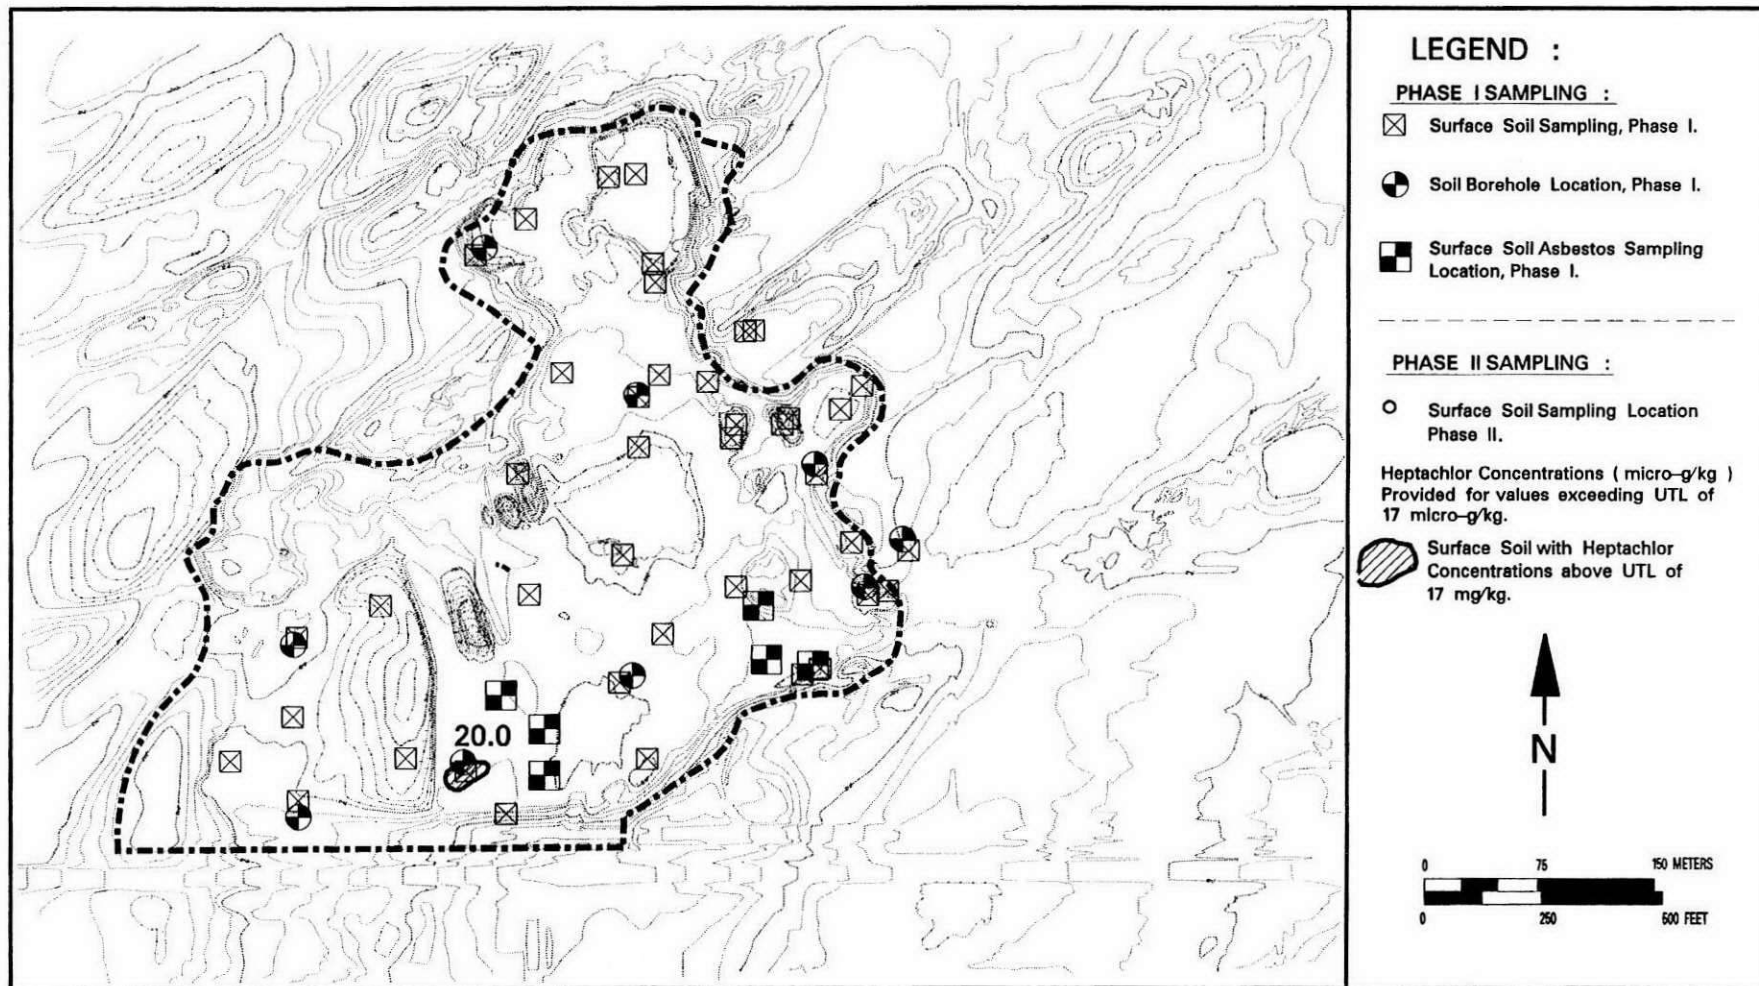 20.0
LEGEND :
PHASE I SAMPLING :
Surface Soil Sampling, Phase I.
Soil Borehole Location, Phase I.
Surface Soil Asbestos Sampling
Location, Phase I.
PHASE II SAMPLING :
Surface Soil Sampling Location
Phase II.
Heptachlor Concentrations ( micro-g/kg )
Provided for values exceeding UTL of
17 micro-g/kg.
Surface Soil with Heptachlor
Concentrations above UTL of
17 mg/kg.
N
0 75 150 METERS
0 250 600 FEET